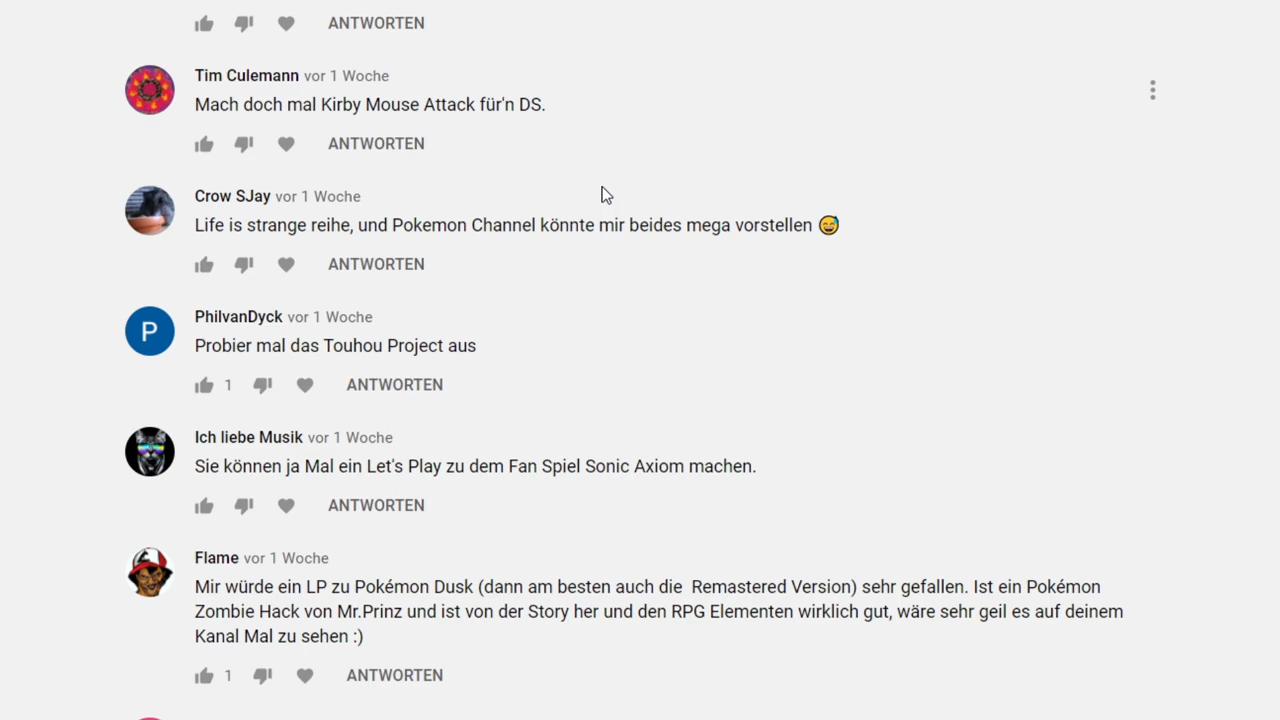 ANTWORTEN
Tim Culemann vor 1 Woche
Mach doch mal Kirby Mouse Attack für'n DS.
ANTWORTEN
Crow SJay vor 1 Woche
Life is strange reihe, und Pokemon Channel könnte mir beides mega vorstellen 😅
ANTWORTEN
PhilvanDyck vor 1 Woche
P
Probier mal das Touhou Project aus
1 ANTWORTEN
Ich liebe Musik vor 1 Woche
Sie können ja Mal ein Let's Play zu dem Fan Spiel Sonic Axiom machen.
ANTWORTEN
Flame vor 1 Woche
Mir würde ein LP zu Pokémon Dusk (dann am besten auch die  Remastered Version) sehr gefallen. Ist ein Pokémon
Zombie Hack von Mr.Prinz und ist von der Story her und den RPG Elementen wirklich gut, wäre sehr geil es auf deinem
Kanal Mal zu sehen :)
1 ANTWORTEN